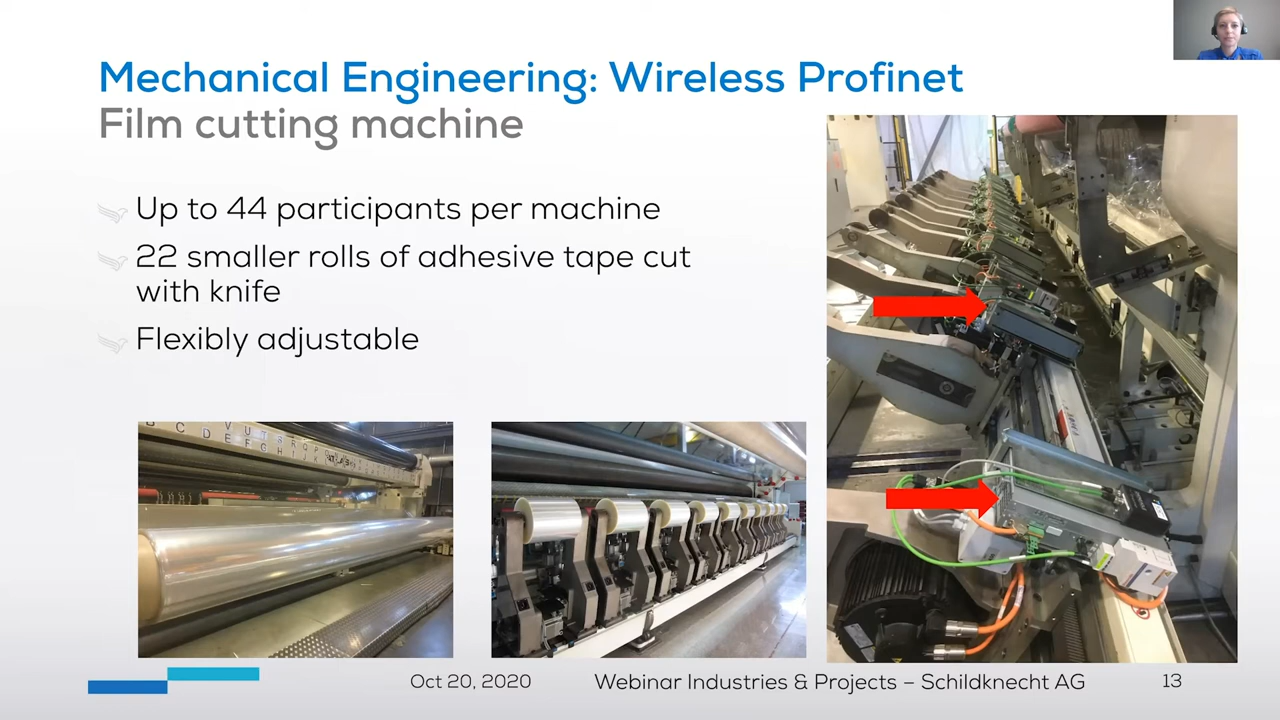 Mechanical Engineering: Wireless Profinet
Film cutting machine
Up to 44 participants per machine
22 smaller rolls of adhesive tape cut
with knife
Flexibly adjustable
B C D E F G H I J K
V U T S R Q P
Oct 20, 2020
Webinar Industries & Projects – Schildknecht AG
13